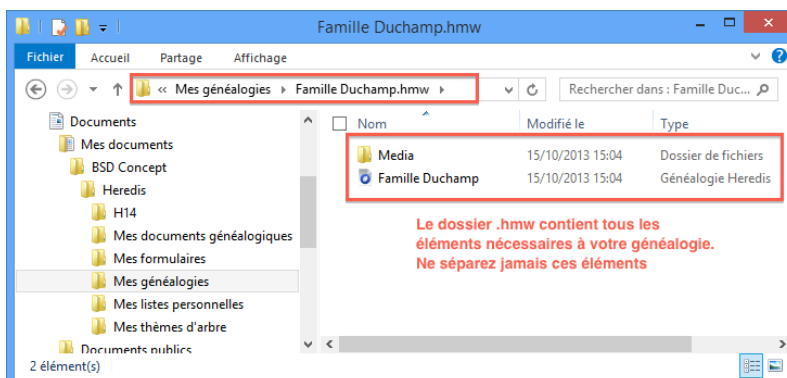 Famille Duchamp.hmw
Fichier Accueil Partage Affichage
« Mes généalogies Famille Duchamp.hmw Rechercher dans : Famille Duc...
Documents
Mes documents
BSD Concept
Heredis
H14
Mes documents généalogiques
Mes formulaires
Mes généalogies
Mes listes personnelles
Mes thèmes d'arbre
Documents publics
Nom Modifié le Type
Media 15/10/2013 15:04 Dossier de fichiers
Famille Duchamp 15/10/2013 15:04 Généalogie Heredis
Le dossier .hmw contient tous les
éléments nécessaires à votre généalogie.
Ne séparez jamais ces éléments
2 élément(s)